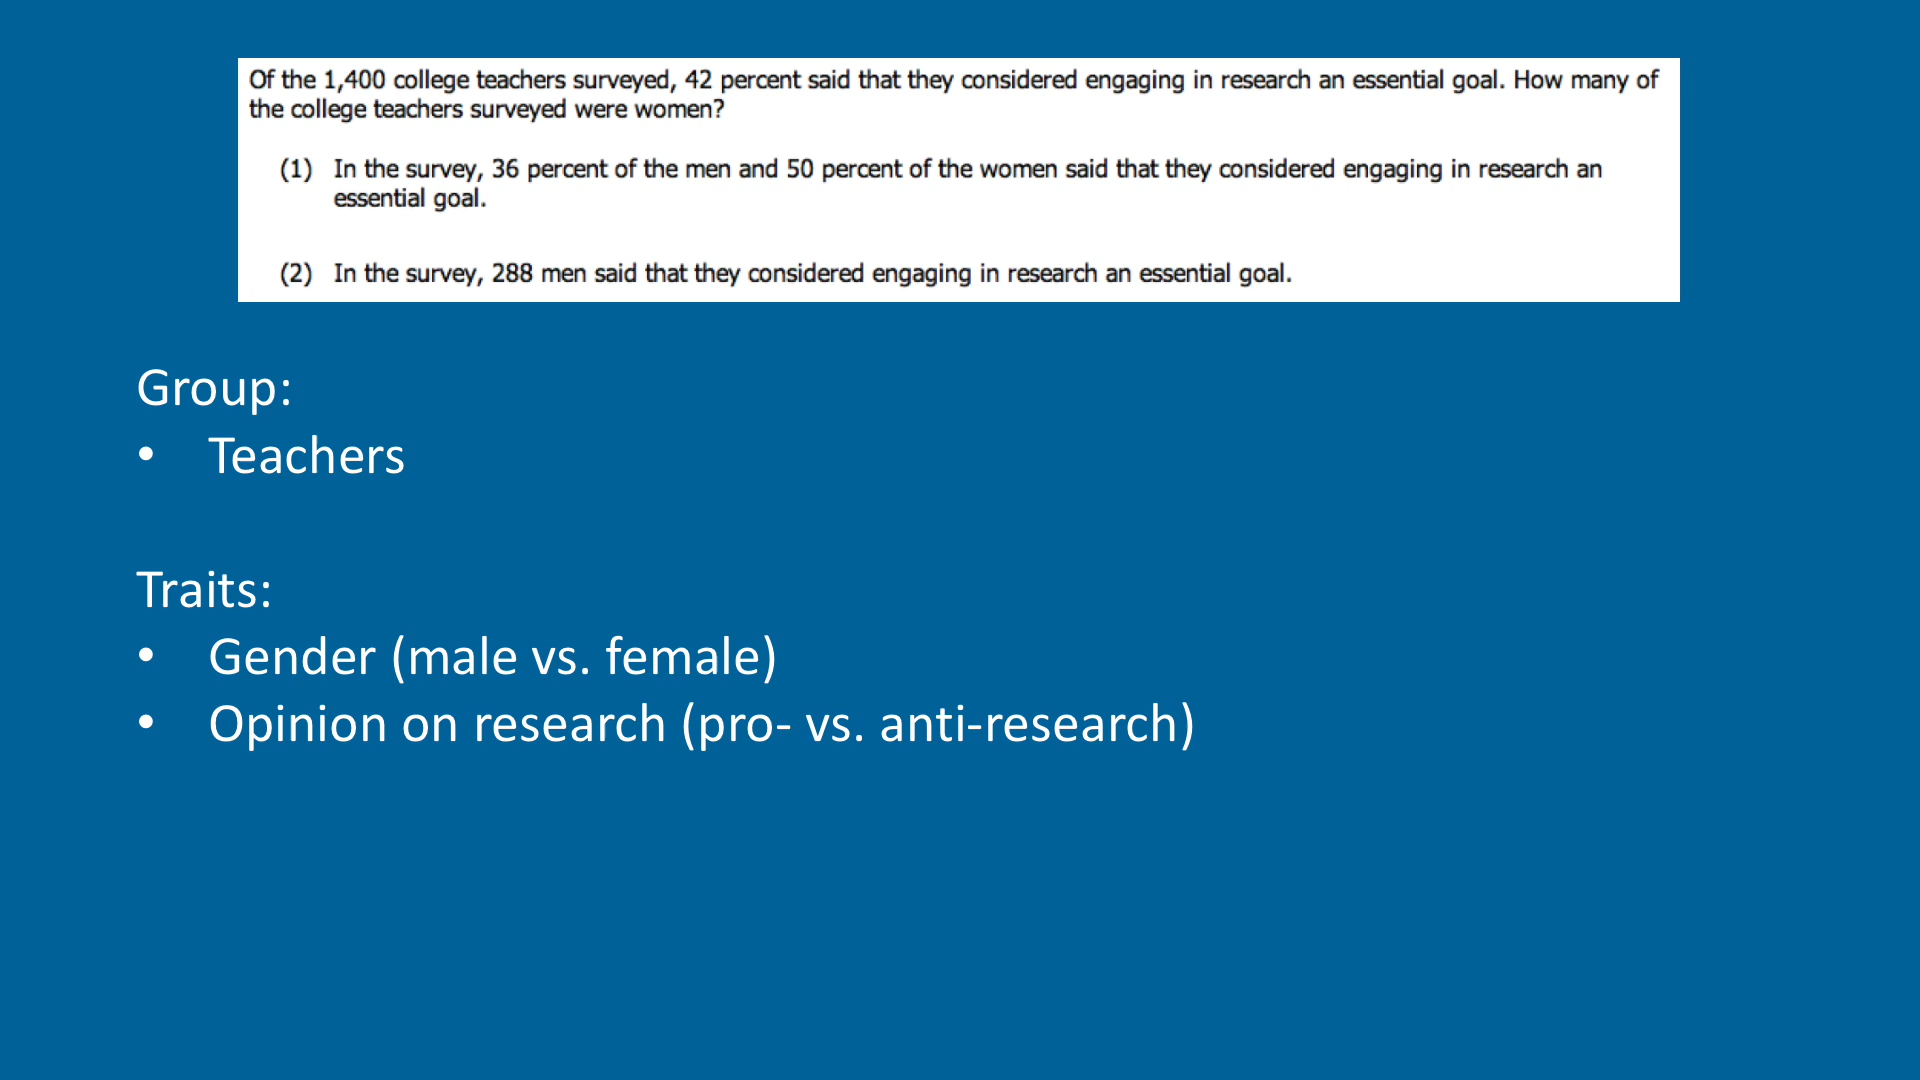 Of the 1,400 college teachers surveyed, 42 percent said that they considered engaging in research an essential goal. How many of
the college teachers surveyed were women?
(1) In the survey, 36 percent of the men and 50 percent of the women said that they considered engaging in research an
essential goal.
(2) In the survey, 288 men said that they considered engaging in research an essential goal.
Group:
• Teachers
Traits:
• Gender (male vs. female)
• Opinion on research (pro- vs. anti-research)